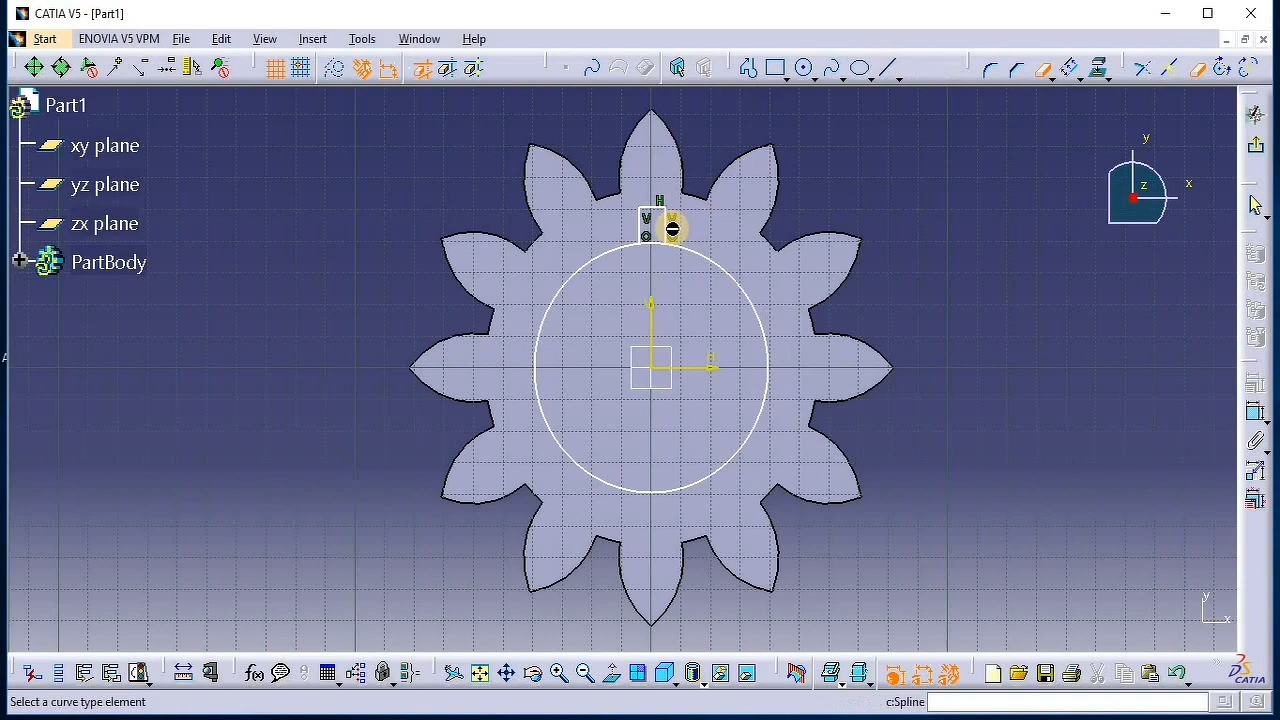 CATIA V5 - [Part1]
Start ENOVIA V5 VPM File Edit View Insert Tools Window Help
Part1
xy plane
yz plane
zx plane
PartBody
y
z x
H
V V
y
x
f(x)
CATIA
Select a curve type element c:Spline